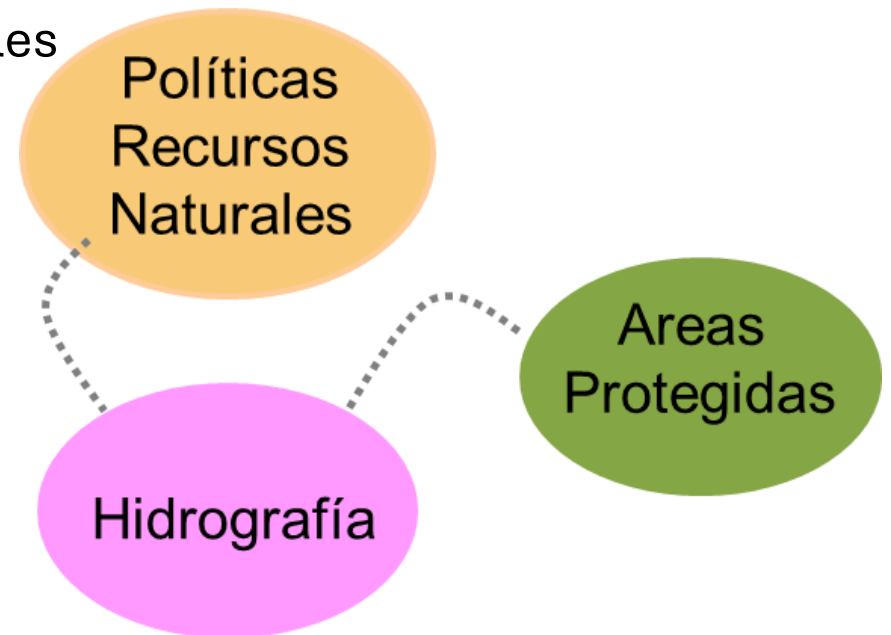 Políticas
Recursos
Naturales
Areas
Protegidas
Hidrografía